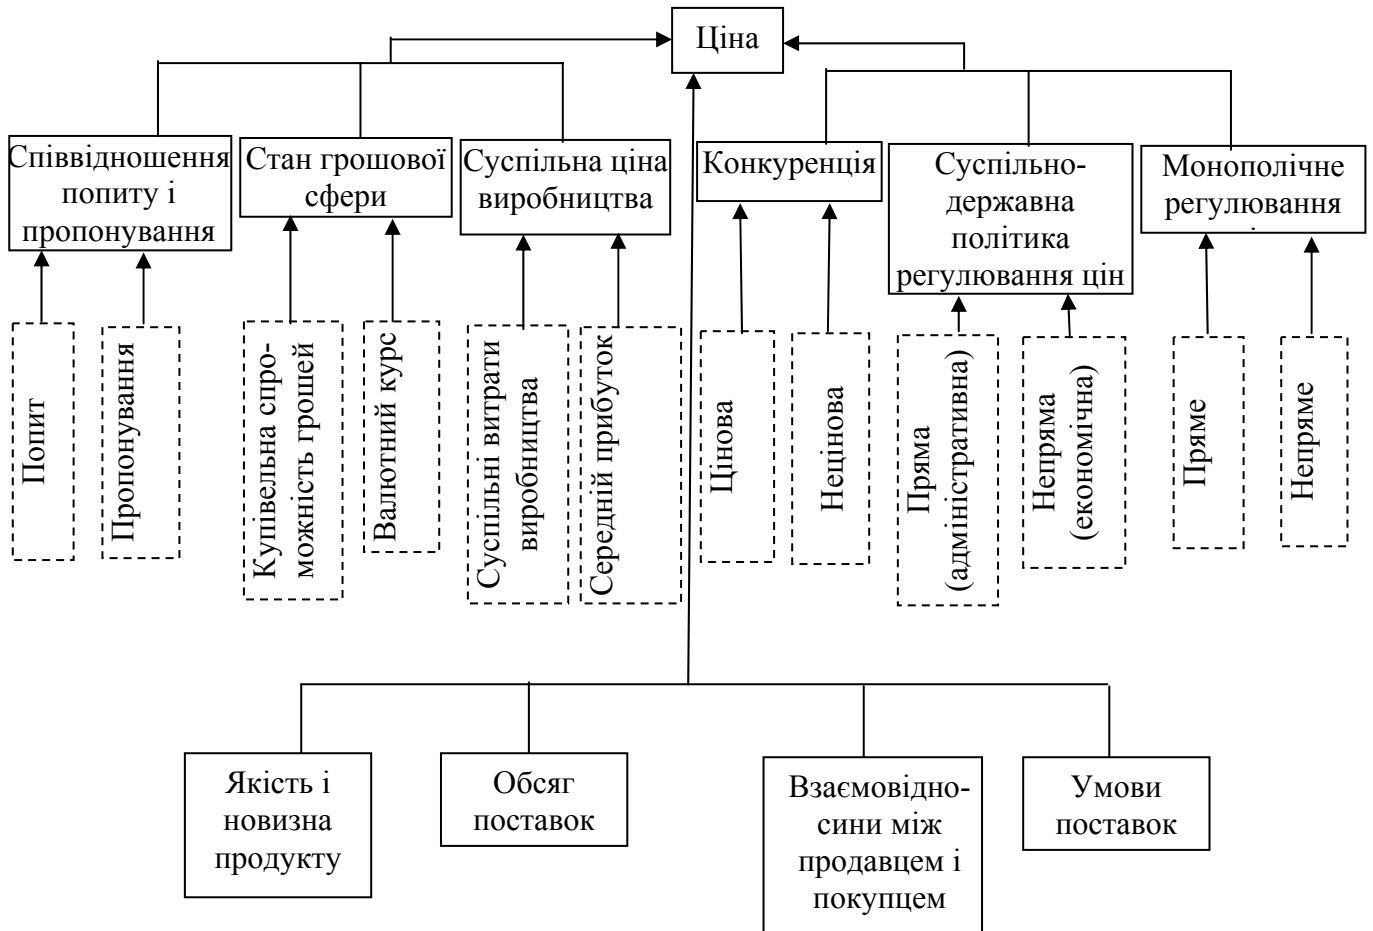 Ціна
Співвідношення
попиту і
пропонування
Стан грошової
сфери
Суспільна ціна
виробництва
Конкуренція
Суспільно-
державна
політика
регулювання цін
Монополічне
регулювання
Попит
Пропонування
Купівельна спро-
можність грошей
Валютний курс
Суспільні витрати
виробництва
Середній прибуток
Цінова
Нецінова
Пряма
(адміністративна)
Непряма
(економічна)
Пряме
Непряме
Якість і
новизна
продукту
Обсяг
поставок
Взаємовідно-
сини між
продавцем і
покупцем
Умови
поставок